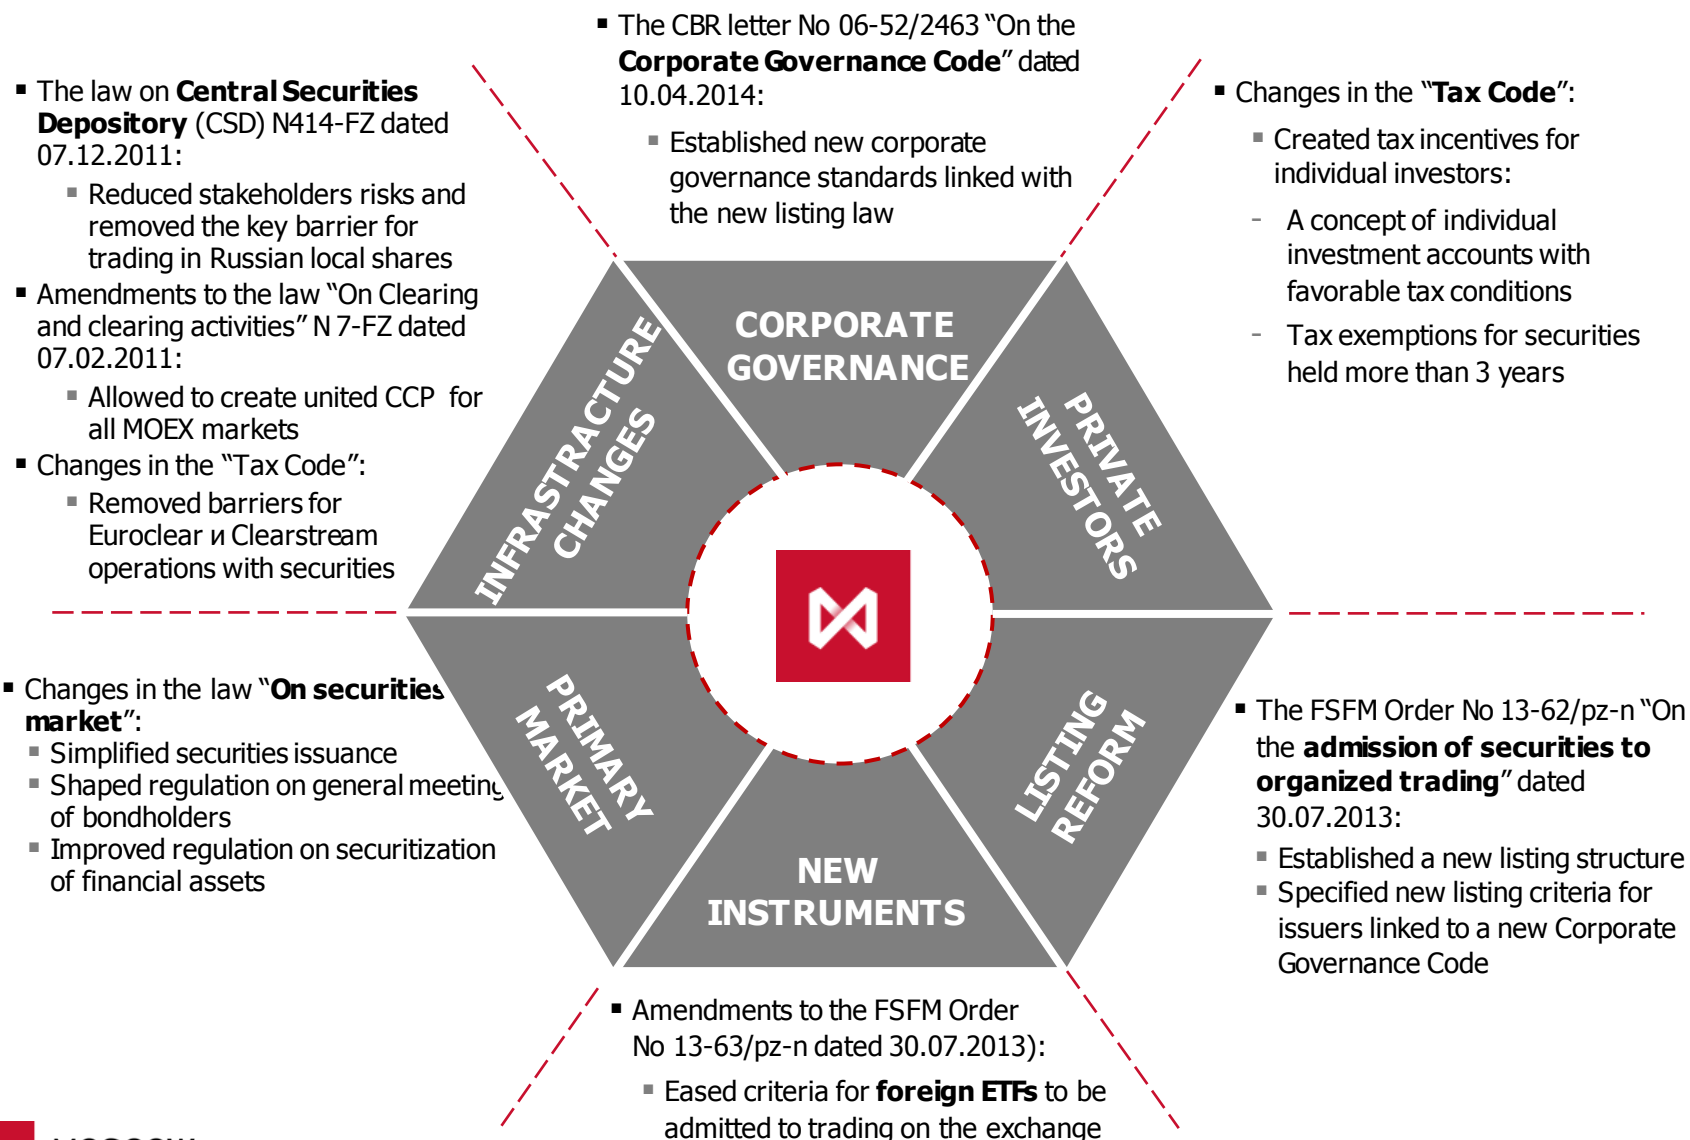 ▪ The CBR letter No 06-52/2463 “On the
Corporate Governance Code” dated
10.04.2014:
▪ Established new corporate
governance standards linked with
the new listing law
▪ The law on Central Securities
Depository (CSD) N414-FZ dated
07.12.2011:
▪ Reduced stakeholders risks and
removed the key barrier for
trading in Russian local shares
▪ Amendments to the law “On Clearing
and clearing activities” N 7-FZ dated
07.02.2011:
▪ Allowed to create united CCP for
all MOEX markets
▪ Changes in the “Tax Code”:
▪ Removed barriers for
Euroclear и Clearstream
operations with securities
▪ Changes in the “Tax Code”:
▪ Created tax incentives for
individual investors:
- A concept of individual
investment accounts with
favorable tax conditions
- Tax exemptions for securities
held more than 3 years
CORPORATE
GOVERNANCE
INFRASTRACTURE
CHANGES
PRIVATE
INVESTORS
PRIMARY
MARKET
LISTING
REFORM
NEW
INSTRUMENTS
▪ Changes in the law “On securities
market”:
▪ Simplified securities issuance
▪ Shaped regulation on general meeting
of bondholders
▪ Improved regulation on securitization
of financial assets
▪ The FSFM Order No 13-62/pz-n “On
the admission of securities to
organized trading” dated
30.07.2013:
▪ Established a new listing structure
▪ Specified new listing criteria for
issuers linked to a new Corporate
Governance Code
▪ Amendments to the FSFM Order
No 13-63/pz-n dated 30.07.2013):
▪ Eased criteria for foreign ETFs to be
admitted to trading on the exchange